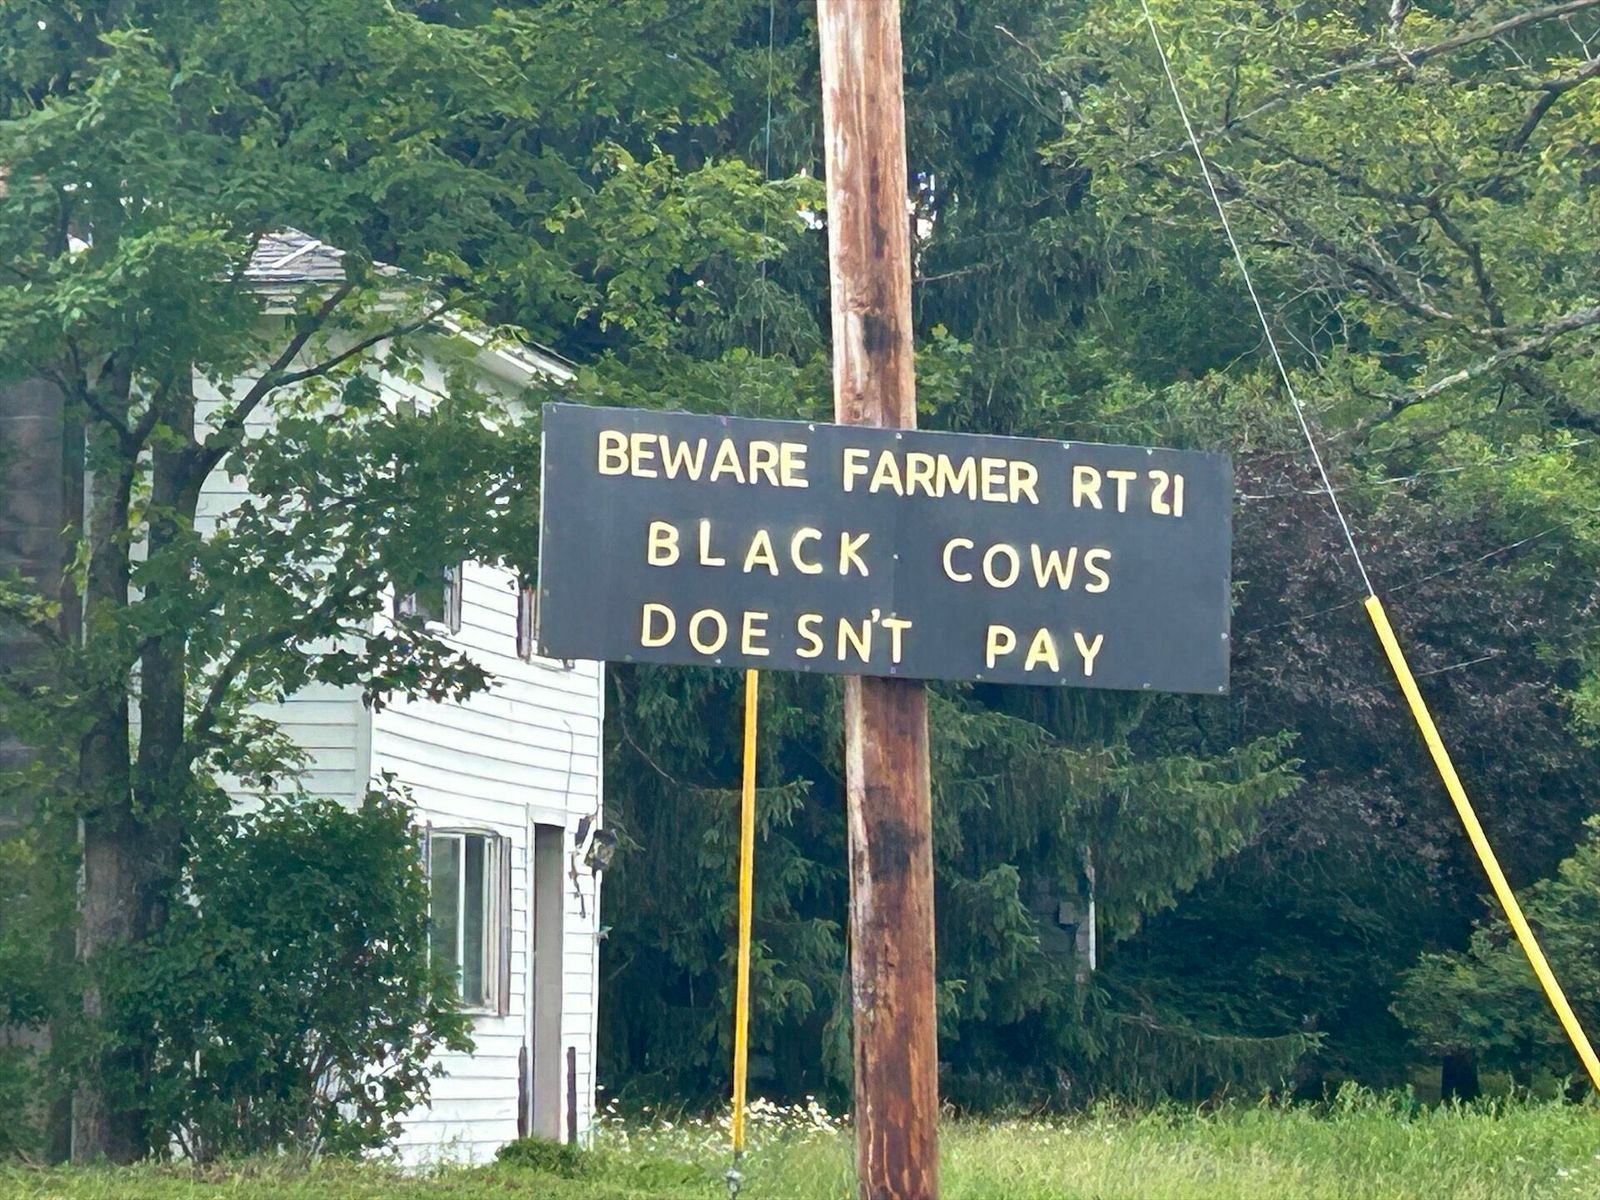 BEWARE FARMER RT 21
BLACK COWS
DOESN'T PAY